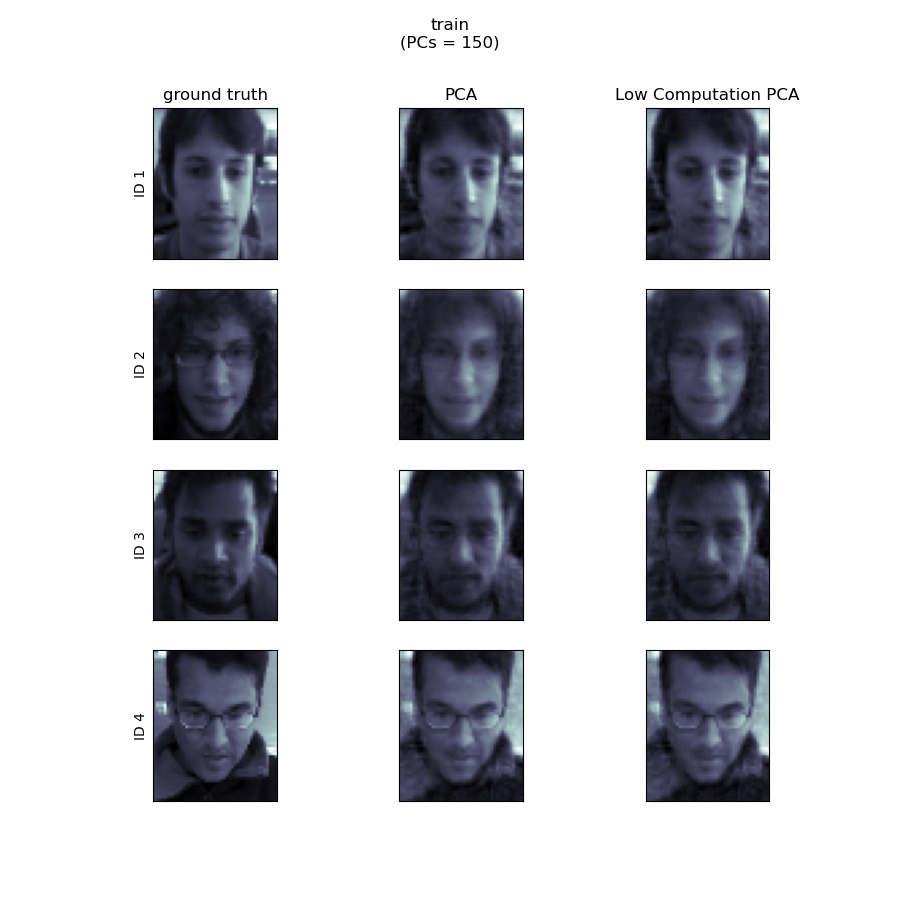 train
(PCs = 150)
ground truth
PCA
Low Computation PCA
ID 1
ID 2
ID 3
ID 4